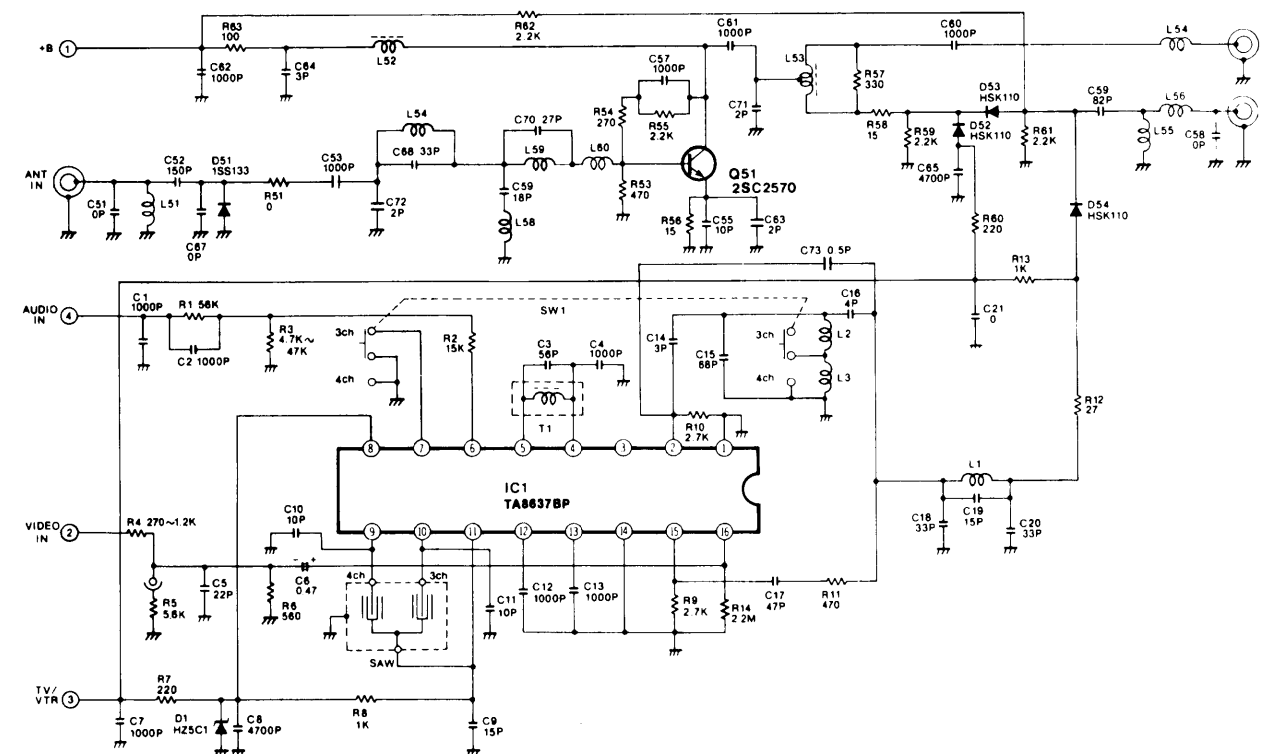 +B 1
R63
100
C62
1000P
C64
3P
L52
R62
2.2K
C61
1000P
C60
1000P
L54
L53
R57
330
C71
2P
R58
15
R59
2.2K
D53
HSK110
D52
HSK110
C65
4700P
R61
2.2K
C59
82P
L56
L55
C58
0P
R60
220
D54
HSK110
C57
1000P
R54
270
R55
2.2K
L54
C68 33P
C70 27P
L59
L60
C59
18P
L58
R53
470
Q51
2SC2570
R56
15
C55
10P
C63
2P
ANT
IN
C51
0P
L51
C52
150P
D51
1SS133
C67
0P
R51
0
C53
1000P
C72
2P
C73 0.5P
R13
1K
C21
0
AUDIO
IN 4
C1
1000P
R1 56K
C2 1000P
R3
4.7K~
47K
SW1
3ch
4ch
R2
15K
C3
56P
C4
1000P
T1
C14
3P
C15
68P
C16
4P
3ch
4ch
L2
L3
R10
2.7K
R12
27
8 7 6 5 4 3 2 1
IC1
TA8637BP
9 10 11 12 13 14 15 16
L1
C18
33P
C19
15P
C20
33P
VIDEO
IN 2
R4 270~1.2K
R5
5.6K
C5
22P
R6
560
- +
C6
0.47
C10
10P
4ch
3ch
SAW
C11
10P
C12
1000P
C13
1000P
R9
2.7K
R14
2.2M
C17
47P
R11
470
TV/
VTR 3
C7
1000P
R7
220
D1
HZ5C1
C8
4700P
R8
1K
C9
15P